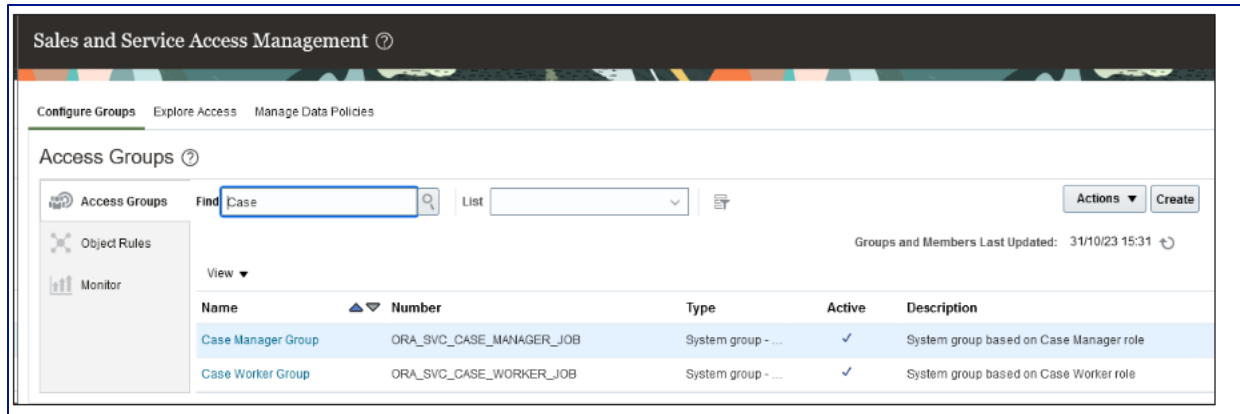 Sales and Service Access Management
Configure Groups Explore Access Manage Data Policies
Access Groups
Access Groups Find Case List Actions Create
Object Rules
Groups and Members Last Updated: 31/10/23 15:31
View
Monitor
Name Number Type Active Description
Case Manager Group ORA_SVC_CASE_MANAGER_JOB System group - ... System group based on Case Manager role
Case Worker Group ORA_SVC_CASE_WORKER_JOB System group - ... System group based on Case Worker role